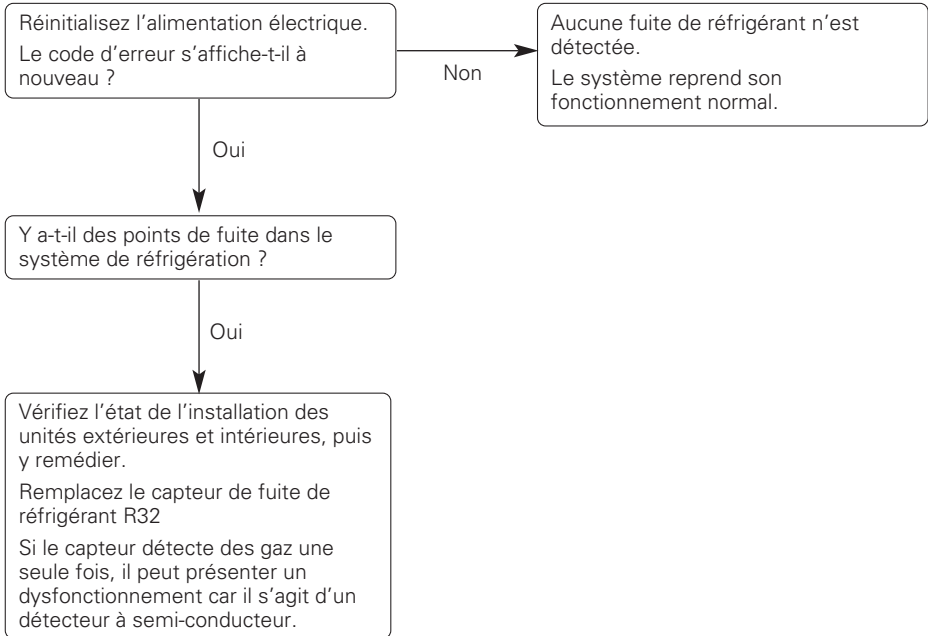 Réinitialisez l'alimentation électrique.
Le code d'erreur s'affiche-t-il à
nouveau ?
Non
Aucune fuite de réfrigérant n'est
détectée.
Le système reprend son
fonctionnement normal.
Oui
Y a-t-il des points de fuite dans le
système de réfrigération ?
Oui
Vérifiez l'état de l'installation des
unités extérieures et intérieures, puis
y remédier.
Remplacez le capteur de fuite de
réfrigérant R32
Si le capteur détecte des gaz une
seule fois, il peut présenter un
dysfonctionnement car il s'agit d'un
détecteur à semi-conducteur.